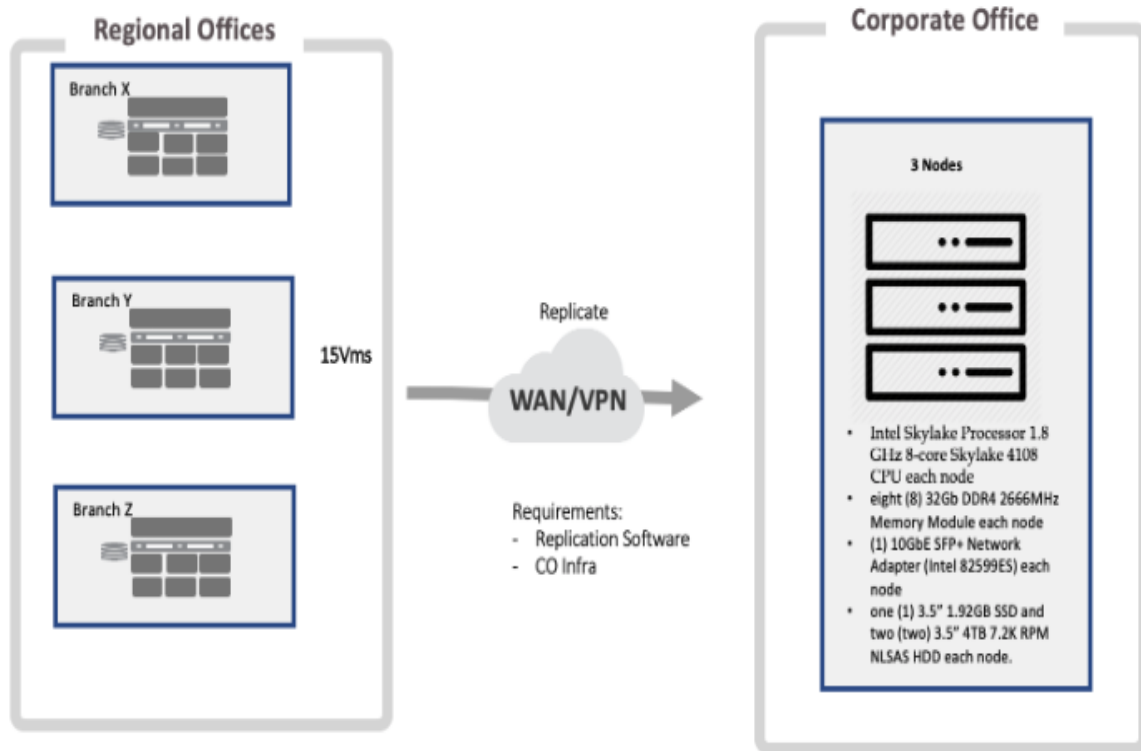 Regional Offices
Branch X
Branch Y
15Vms
Branch Z
Replicate
WAN/VPN
Requirements:
- Replication Software
- CO Infra
Corporate Office
3 Nodes
• Intel Skylake Processor 1.8
GHz 8-core Skylake 4108
CPU each node
• eight (8) 32Gb DDR4 2666MHz
Memory Module each node
• (1) 10GbE SFP+ Network
Adapter (Intel 82599ES) each
node
• one (1) 3.5" 1.92GB SSD and
two (two) 3.5" 4TB 7.2K RPM
NLSAS HDD each node.